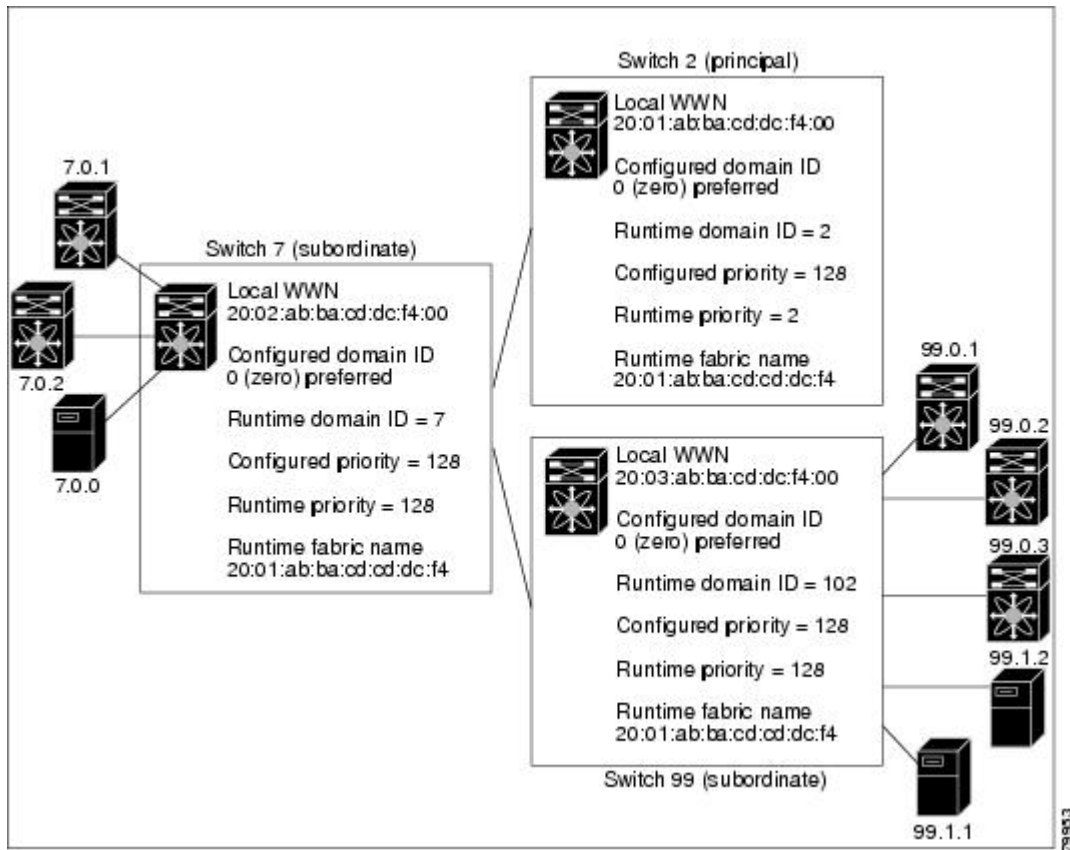 Switch 2 (principal)
Local WWN
20:01:ab:ba:cd:dc:f4:00
Configured domain ID
0 (zero) preferred
Runtime domain ID = 2
Configured priority = 128
Runtime priority = 2
Runtime fabric name
20:01:ab:ba:cd:cd:dc:f4
7.0.1
7.0.2
7.0.0
Switch 7 (subordinate)
Local WWN
20:02:ab:ba:cd:dc:f4:00
Configured domain ID
0 (zero) preferred
Runtime domain ID = 7
Configured priority = 128
Runtime priority = 128
Runtime fabric name
20:01:ab:ba:cd:cd:dc:f4
Local WWN
20:03:ab:ba:cd:dc:f4:00
Configured domain ID
0 (zero) preferred
Runtime domain ID = 102
Configured priority = 128
Runtime priority = 128
Runtime fabric name
20:01:ab:ba:cd:cd:dc:f4
Switch 99 (subordinate)
99.0.1
99.0.2
99.0.3
99.1.2
99.1.1
79953